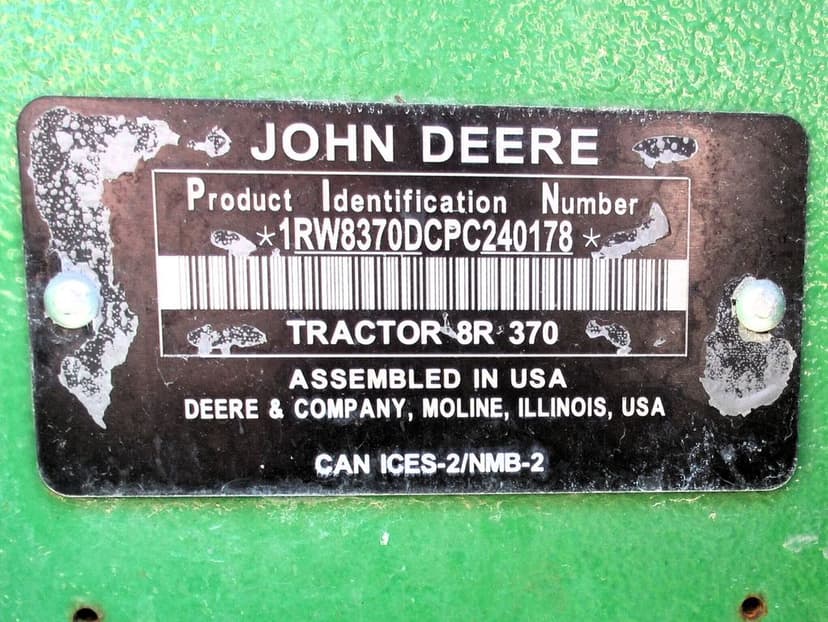 JOHN DEERE
Product Identification Number
*1RW8370DCPC240178*
TRACTOR 8R 370
ASSEMBLED IN USA
DEERE & COMPANY, MOLINE, ILLINOIS, USA
CAN ICES-2/NMB-2